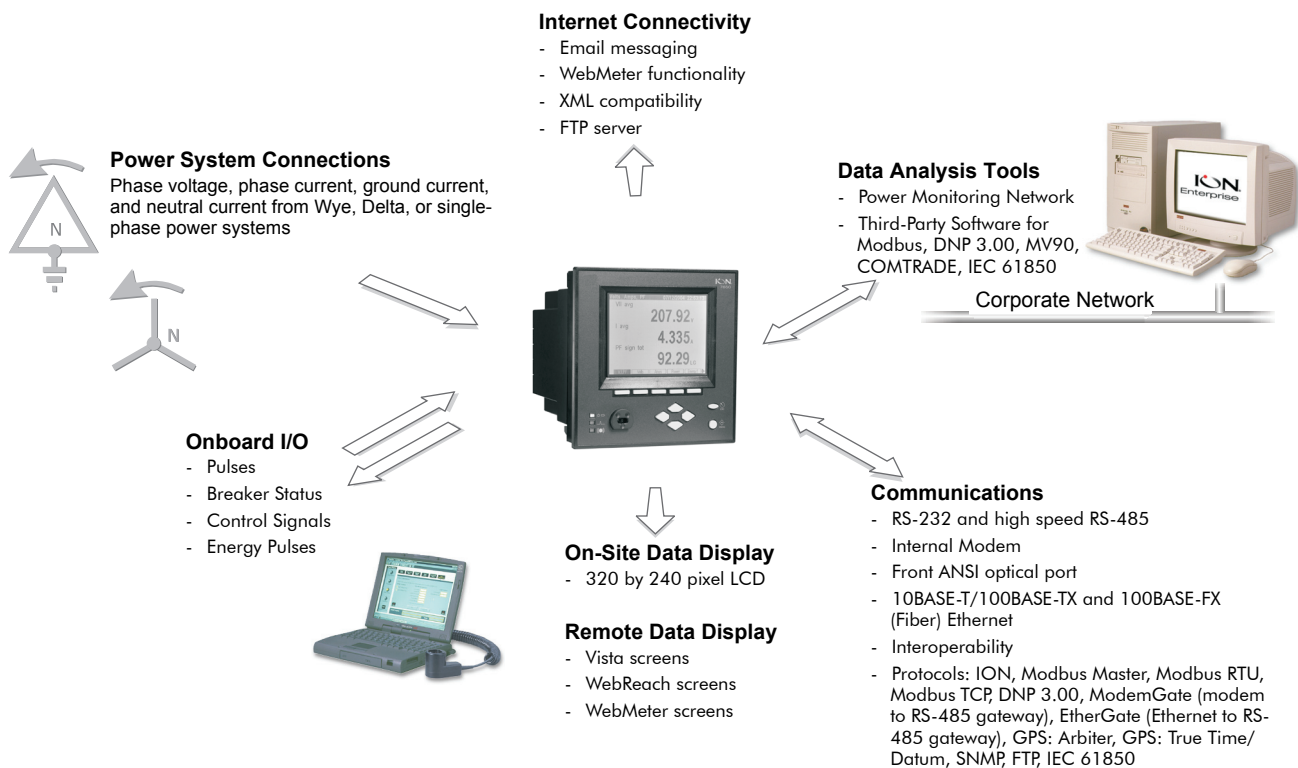 Internet Connectivity
- Email messaging
- WebMeter functionality
- XML compatibility
- FTP server
Power System Connections
Phase voltage, phase current, ground current,
and neutral current from Wye, Delta, or single-
phase power systems
N
N
Data Analysis Tools
- Power Monitoring Network
- Third-Party Software for
Modbus, DNP 3.00, MV90,
COMTRADE, IEC 61850
ION
Enterprise
Corporate Network
ION
207.92
I avg
4.335
PF sign
92.29
Onboard I/O
- Pulses
- Breaker Status
- Control Signals
- Energy Pulses
On-Site Data Display
- 320 by 240 pixel LCD
Remote Data Display
- Vista screens
- WebReach screens
- WebMeter screens
Communications
- RS-232 and high speed RS-485
- Internal Modem
- Front ANSI optical port
- 10BASE-T/100BASE-TX and 100BASE-FX
(Fiber) Ethernet
- Interoperability
- Protocols: ION, Modbus Master, Modbus RTU,
Modbus TCP, DNP 3.00, ModemGate (modem
to RS-485 gateway), EtherGate (Ethernet to RS-
485 gateway), GPS: Arbiter, GPS: True Time/
Datum, SNMP, FTP, IEC 61850